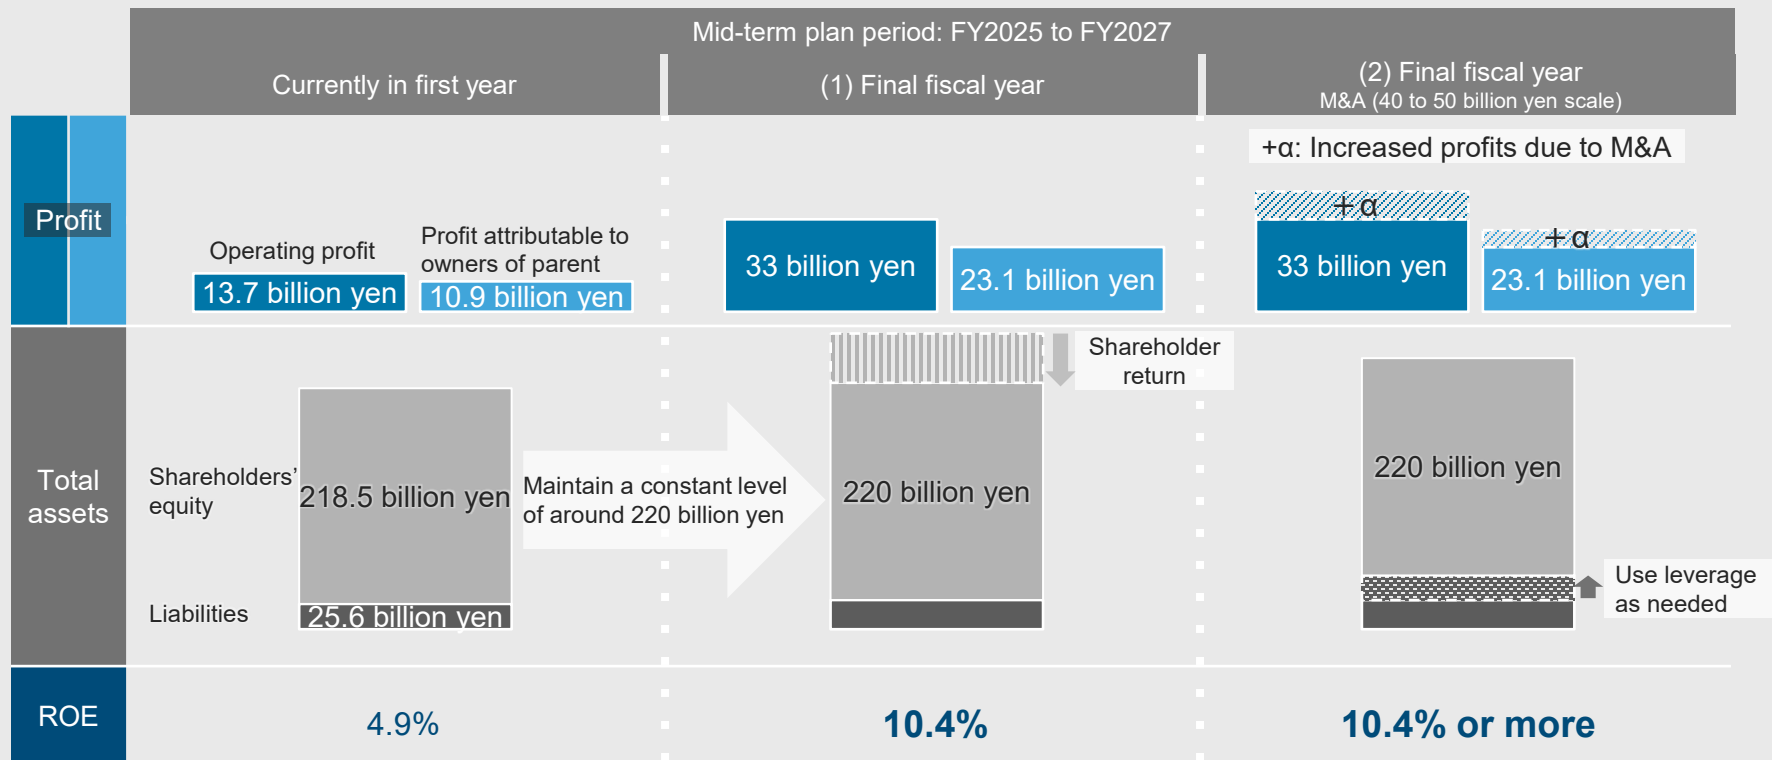 Mid-term plan period: FY2025 to FY2027
Currently in first year
(1) Final fiscal year
(2) Final fiscal year
M&A (40 to 50 billion yen scale)
Profit
Operating profit
13.7 billion yen
Profit attributable to
owners of parent
10.9 billion yen
33 billion yen
23.1 billion yen
+α: Increased profits due to M&A
+α
33 billion yen
+α
23.1 billion yen
Total
assets
Shareholders'
equity
218.5 billion yen
Liabilities
25.6 billion yen
Maintain a constant level
of around 220 billion yen
Shareholder
return
220 billion yen
220 billion yen
Use leverage
as needed
ROE
4.9%
10.4%
10.4% or more